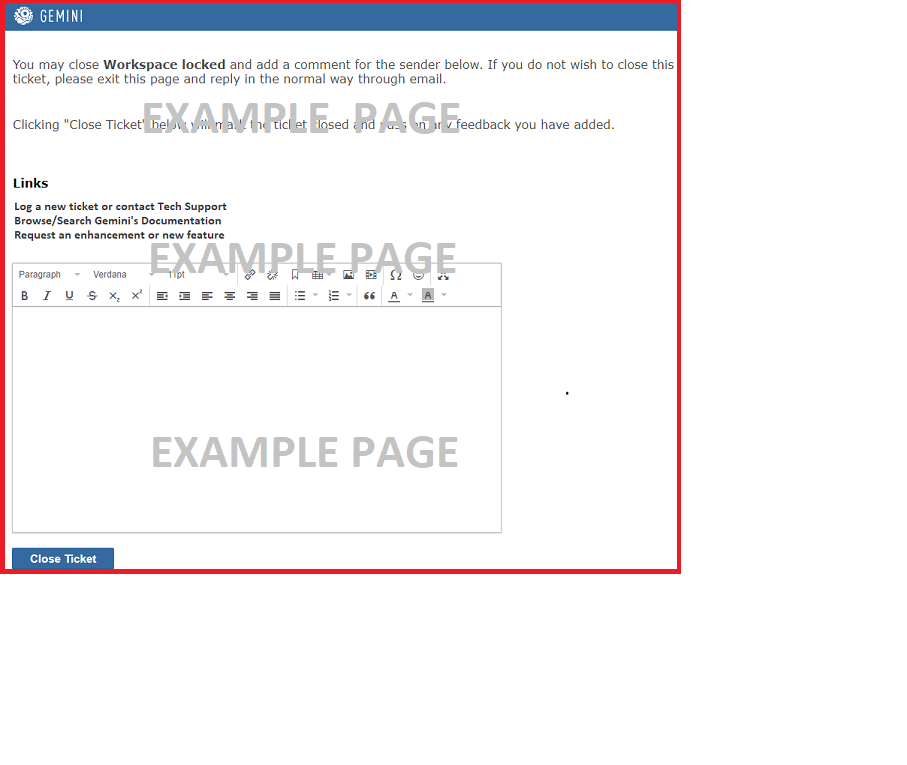 GEMINI
You may close Workspace locked and add a comment for the sender below. If you do not wish to close this
ticket, please exit this page and reply in the normal way through email.
EXAMPLE PAGE
Clicking "Close Ticket" below will mark the ticket closed and pass on any feedback you have added.
Links
Log a new ticket or contact Tech Support
Browse/Search Gemini's Documentation
Request an enhancement or new feature
EXAMPLE PAGE
Paragraph Verdana 11pt
B I U S X₂ X² A A
EXAMPLE PAGE
Close Ticket